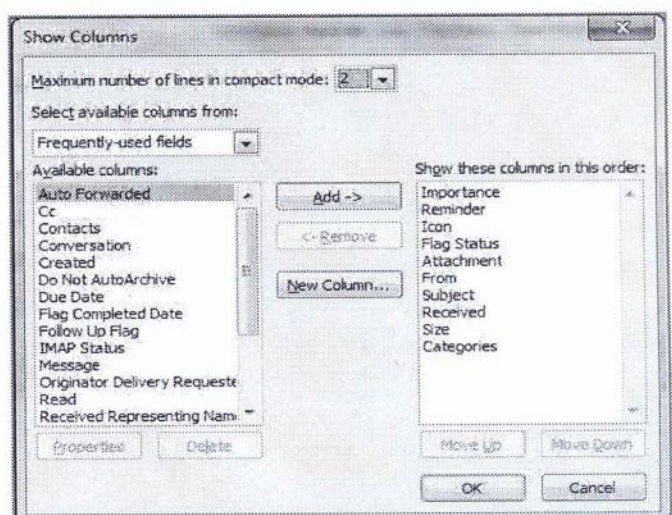 Show Columns
Maximum number of lines in compact mode: 2
Select available columns from:
Frequently-used fields
Available columns:
Auto Forwarded
Cc
Contacts
Conversation
Created
Do Not AutoArchive
Due Date
Flag Completed Date
Follow Up Flag
IMAP Status
Message
Originator Delivery Requeste
Read
Received Representing Nam
Properties
Delete
Add ->
<- Remove
New Column...
Show these columns in this order:
Importance
Reminder
Icon
Flag Status
Attachment
From
Subject
Received
Size
Categories
Move Up
Move Down
OK
Cancel